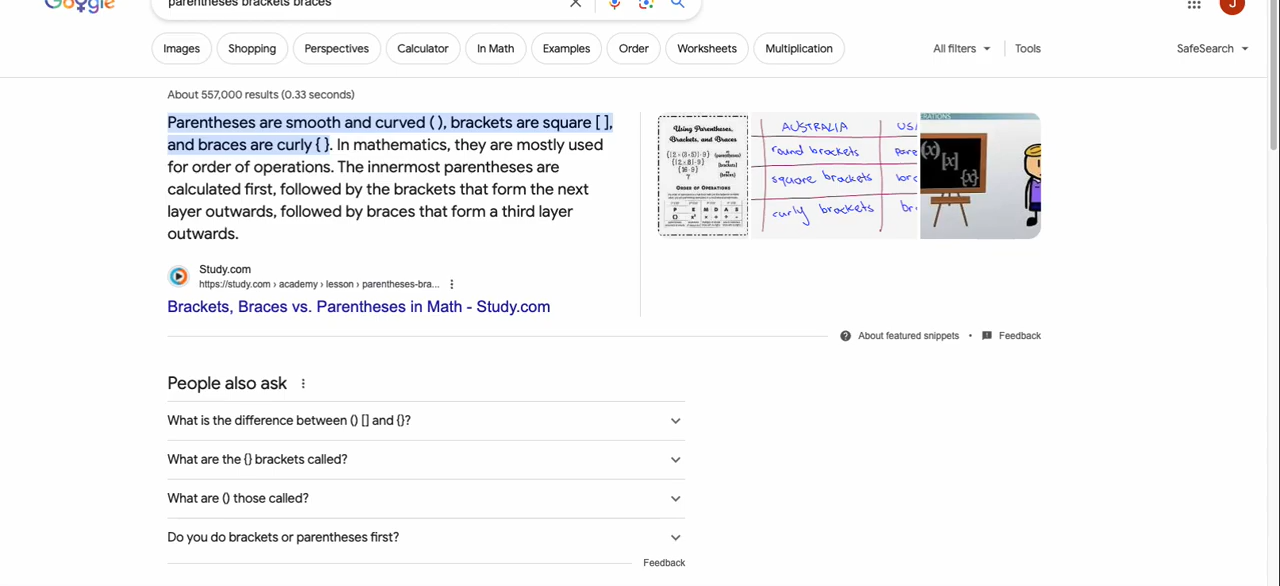 Google
parentheses brackets braces
J
Images
Shopping
Perspectives
Calculator
In Math
Examples
Order
Worksheets
Multiplication
All filters
Tools
SafeSearch
About 557,000 results (0.33 seconds)
Parentheses are smooth and curved ( ), brackets are square [ ],
and braces are curly { }. In mathematics, they are mostly used
for order of operations. The innermost parentheses are
calculated first, followed by the brackets that form the next
layer outwards, followed by braces that form a third layer
outwards.
Using Parentheses,
Brackets, and Braces
ORDER OF OPERATIONS
P E M D A S
AUSTRALIA
round brackets
square brackets
curly brackets
RATIONS
(x) [x] {x}
Study.com
https://study.com › academy › lesson › parentheses-bra...
Brackets, Braces vs. Parentheses in Math - Study.com
About featured snippets • Feedback
People also ask
What is the difference between () [] and {}?
What are the {} brackets called?
What are () those called?
Do you do brackets or parentheses first?
Feedback